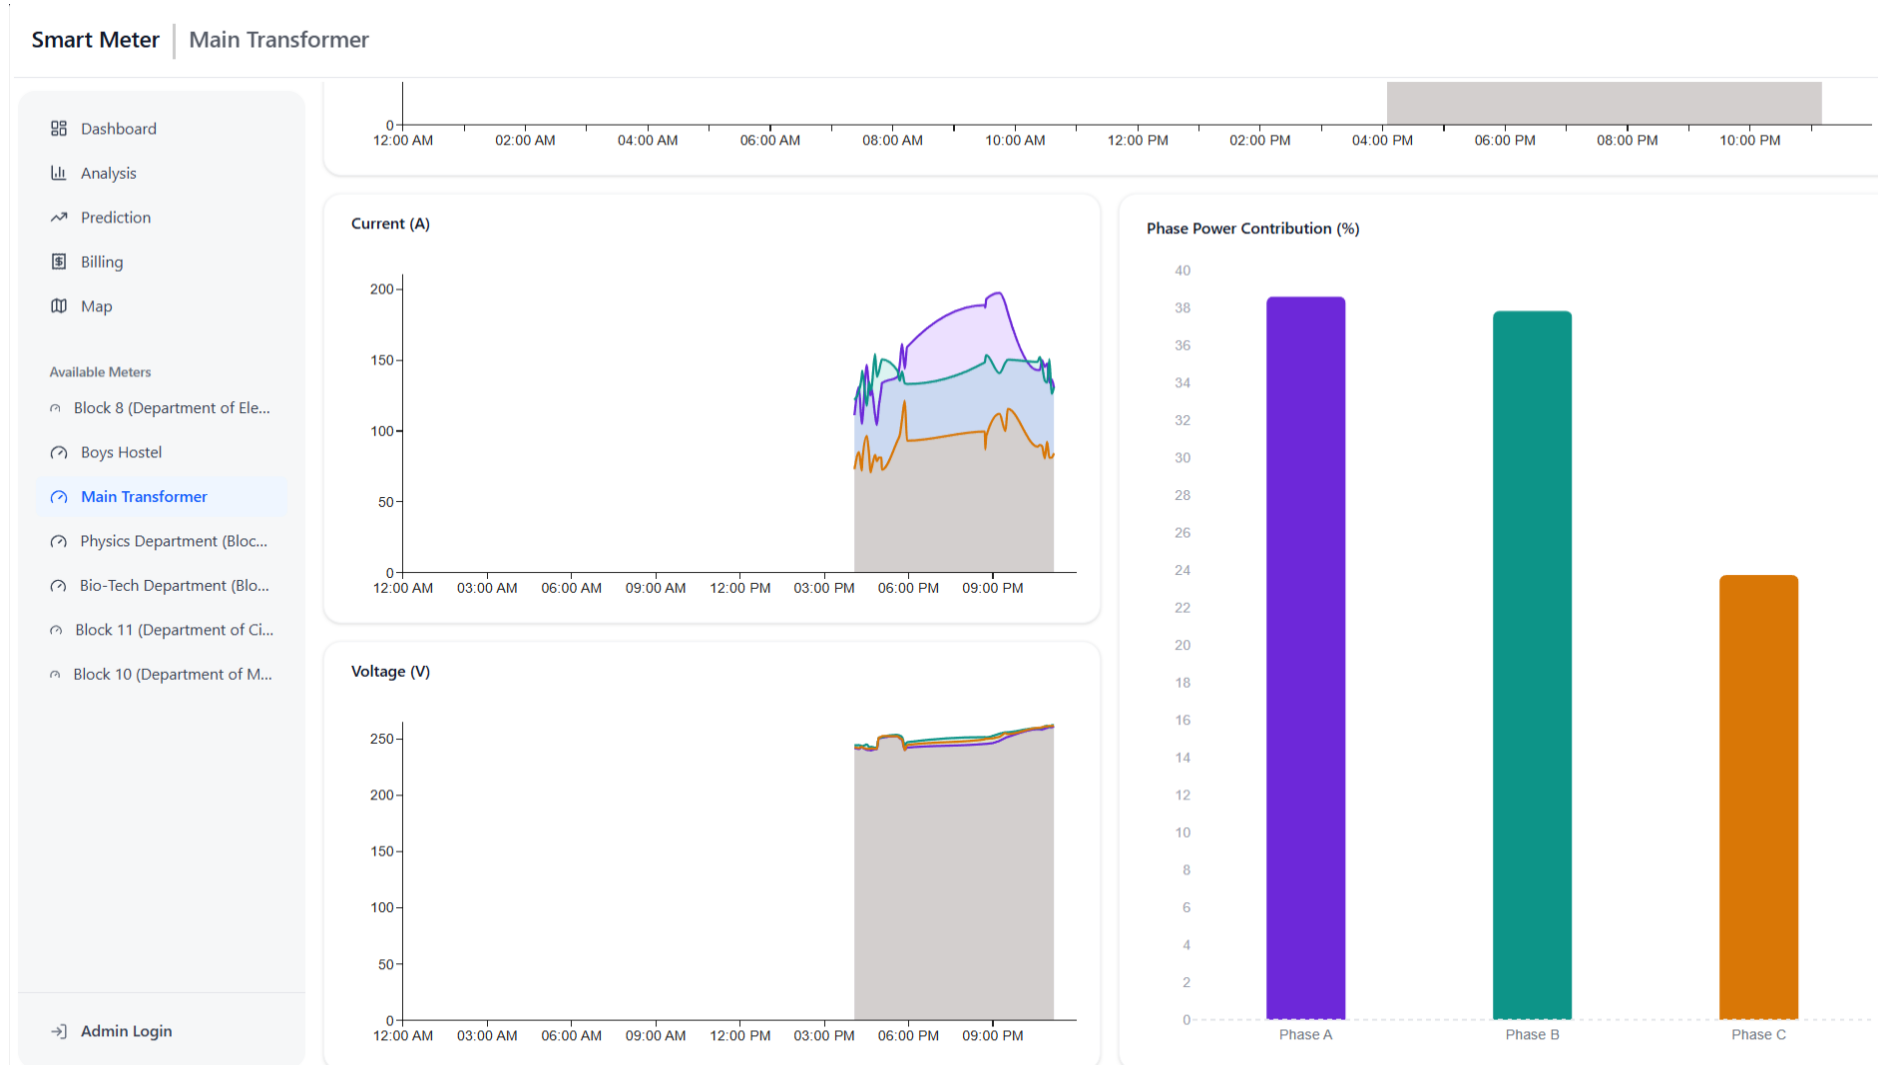 Smart Meter
Main Transformer
Dashboard
Analysis
Prediction
Billing
Map
Available Meters
Block 8 (Department of Ele...
Boys Hostel
Main Transformer
Physics Department (Bloc...
Bio-Tech Department (Blo...
Block 11 (Department of Ci...
Block 10 (Department of M...
Admin Login
0
12:00 AM 02:00 AM 04:00 AM 06:00 AM 08:00 AM 10:00 AM 12:00 PM 02:00 PM 04:00 PM 06:00 PM 08:00 PM 10:00 PM
Current (A)
200
150
100
50
0
12:00 AM 03:00 AM 06:00 AM 09:00 AM 12:00 PM 03:00 PM 06:00 PM 09:00 PM
Voltage (V)
250
200
150
100
50
0
12:00 AM 03:00 AM 06:00 AM 09:00 AM 12:00 PM 03:00 PM 06:00 PM 09:00 PM
Phase Power Contribution (%)
40
38
36
34
32
30
28
26
24
22
20
18
16
14
12
10
8
6
4
2
0
Phase A Phase B Phase C